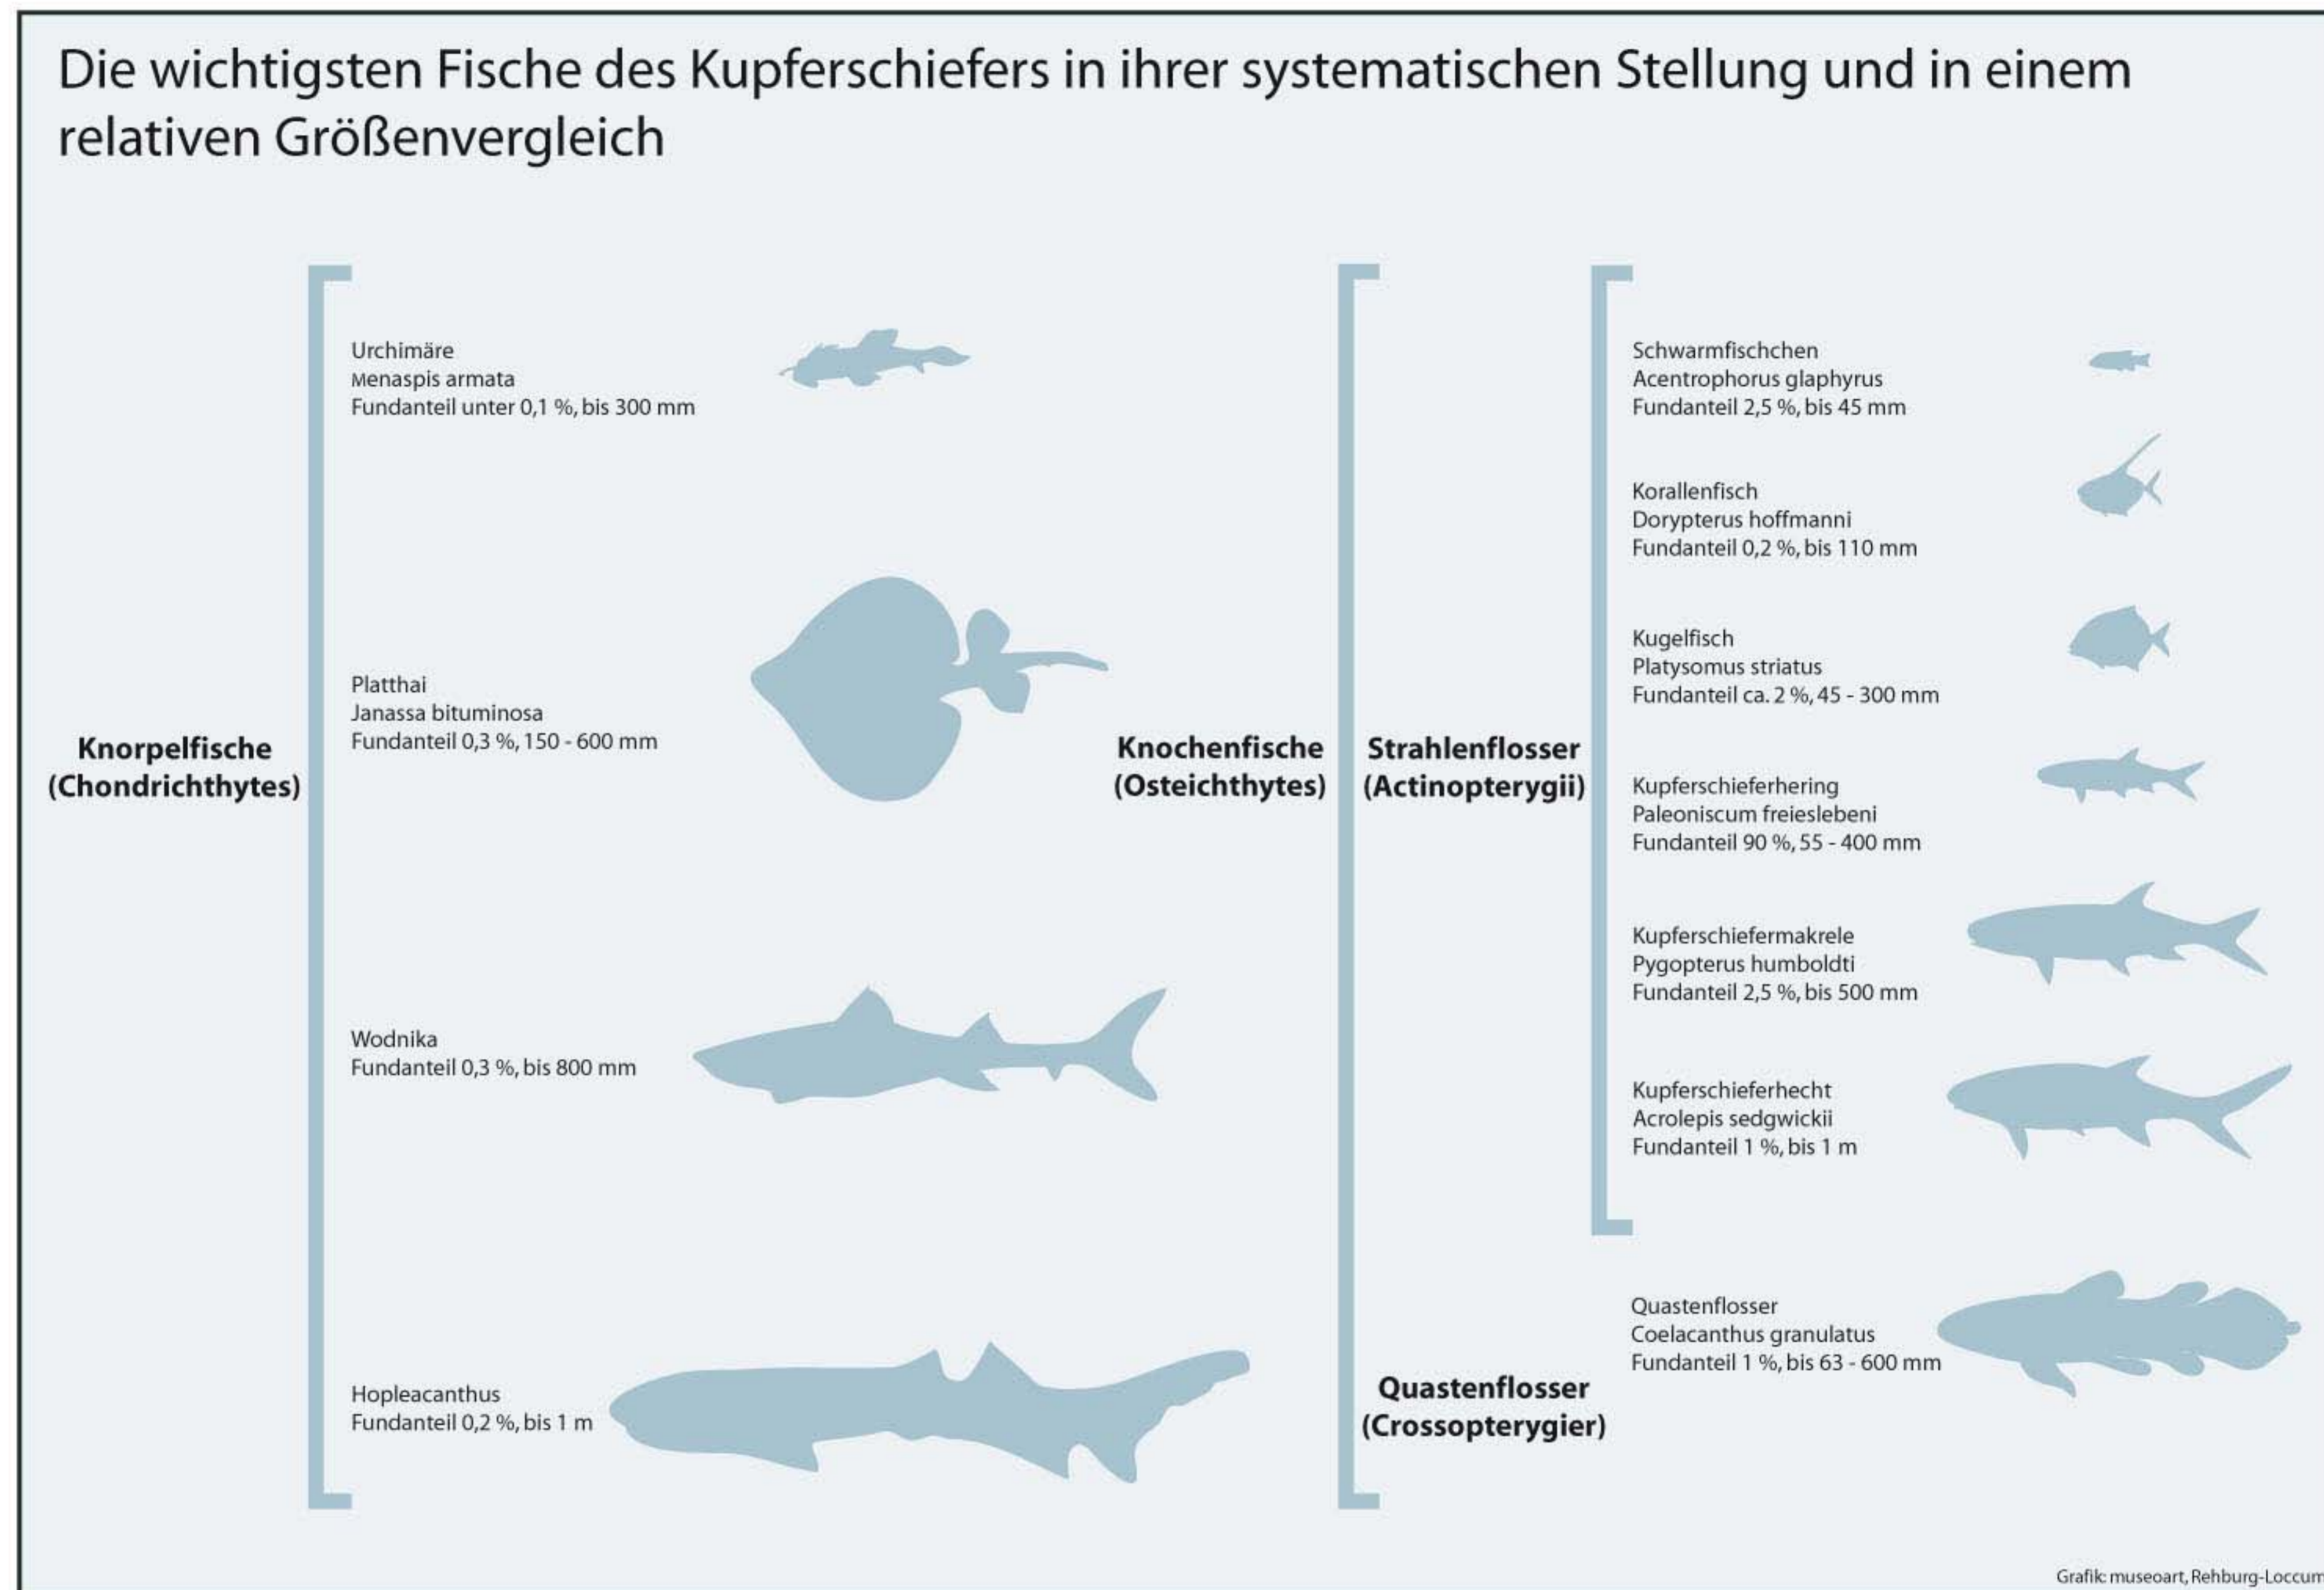 Die wichtigsten Fische des Kupferschiefers in ihrer systematischen Stellung und in einem
relativen Größenvergleich
Knorpelfische
(Chondrichthytes)
Urchimäre
Menaspis armata
Fundanteil unter 0,1 %, bis 300 mm
Platthai
Janassa bituminosa
Fundanteil 0,3 %, 150 - 600 mm
Wodnika
Fundanteil 0,3 %, bis 800 mm
Hopleacanthus
Fundanteil 0,2 %, bis 1 m
Knochenfische
(Osteichthytes)
Strahlenflosser
(Actinopterygii)
Schwarmfischchen
Acentrophorus glaphyrus
Fundanteil 2,5 %, bis 45 mm
Korallenfisch
Dorypterus hoffmanni
Fundanteil 0,2 %, bis 110 mm
Kugelfisch
Platysomus striatus
Fundanteil ca. 2 %, 45 - 300 mm
Kupferschieferhering
Paleoniscum freieslebeni
Fundanteil 90 %, 55 - 400 mm
Kupferschiefermakrele
Pygopterus humboldti
Fundanteil 2,5 %, bis 500 mm
Kupferschieferhecht
Acrolepis sedgwickii
Fundanteil 1 %, bis 1 m
Quastenflosser
(Crossopterygier)
Quastenflosser
Coelacanthus granulatus
Fundanteil 1 %, bis 63 - 600 mm
Grafik: museoart, Rehburg-Loccum